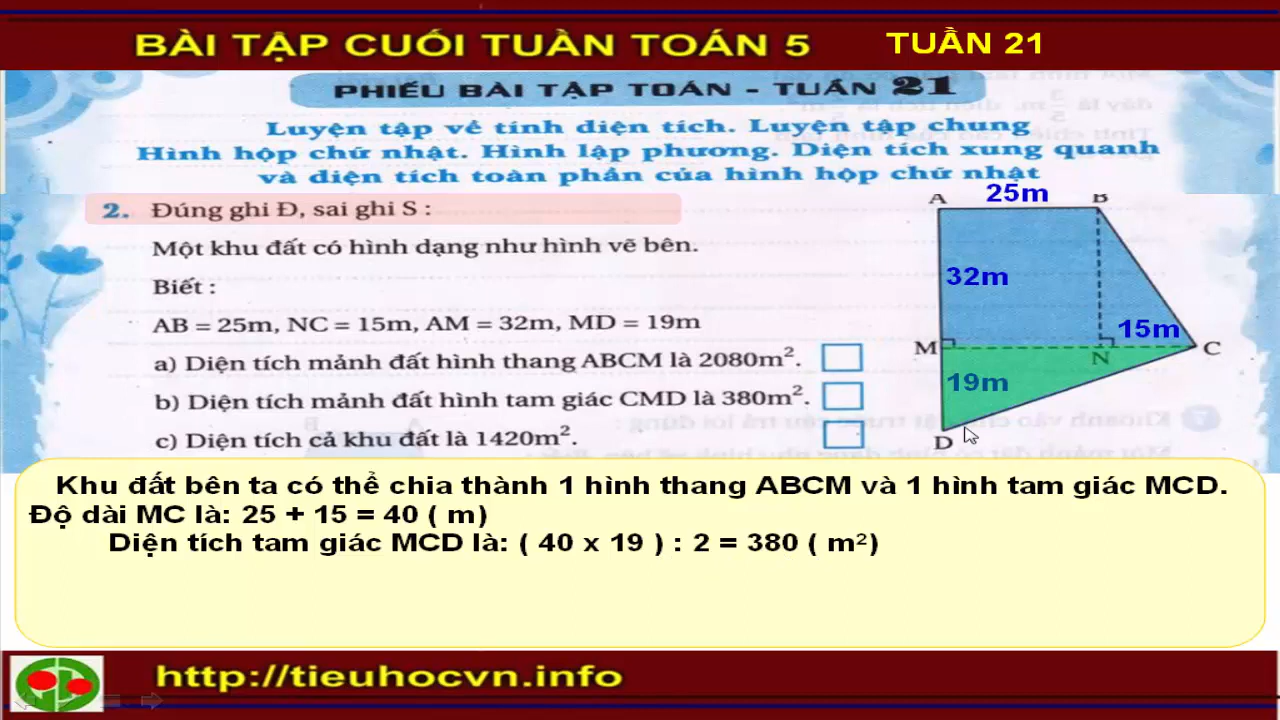 BÀI TẬP CUỐI TUẦN TOÁN 5 TUẦN 21
PHIẾU BÀI TẬP TOÁN - TUẦN 21
Luyện tập về tính diện tích. Luyện tập chung
Hình hộp chữ nhật. Hình lập phương. Diện tích xung quanh
và diện tích toàn phần của hình hộp chữ nhật
2. Đúng ghi Đ, sai ghi S :
Một khu đất có hình dạng như hình vẽ bên.
Biết :
AB = 25m, NC = 15m, AM = 32m, MD = 19m
a) Diện tích mảnh đất hình thang ABCM là 2080m².
b) Diện tích mảnh đất hình tam giác CMD là 380m².
c) Diện tích cả khu đất là 1420m².
A 25m B
32m
15m
M N C
19m
D
Khu đất bên ta có thể chia thành 1 hình thang ABCM và 1 hình tam giác MCD.
Độ dài MC là: 25 + 15 = 40 ( m)
Diện tích tam giác MCD là: ( 40 x 19 ) : 2 = 380 ( m²)
http://tieuhocvn.info